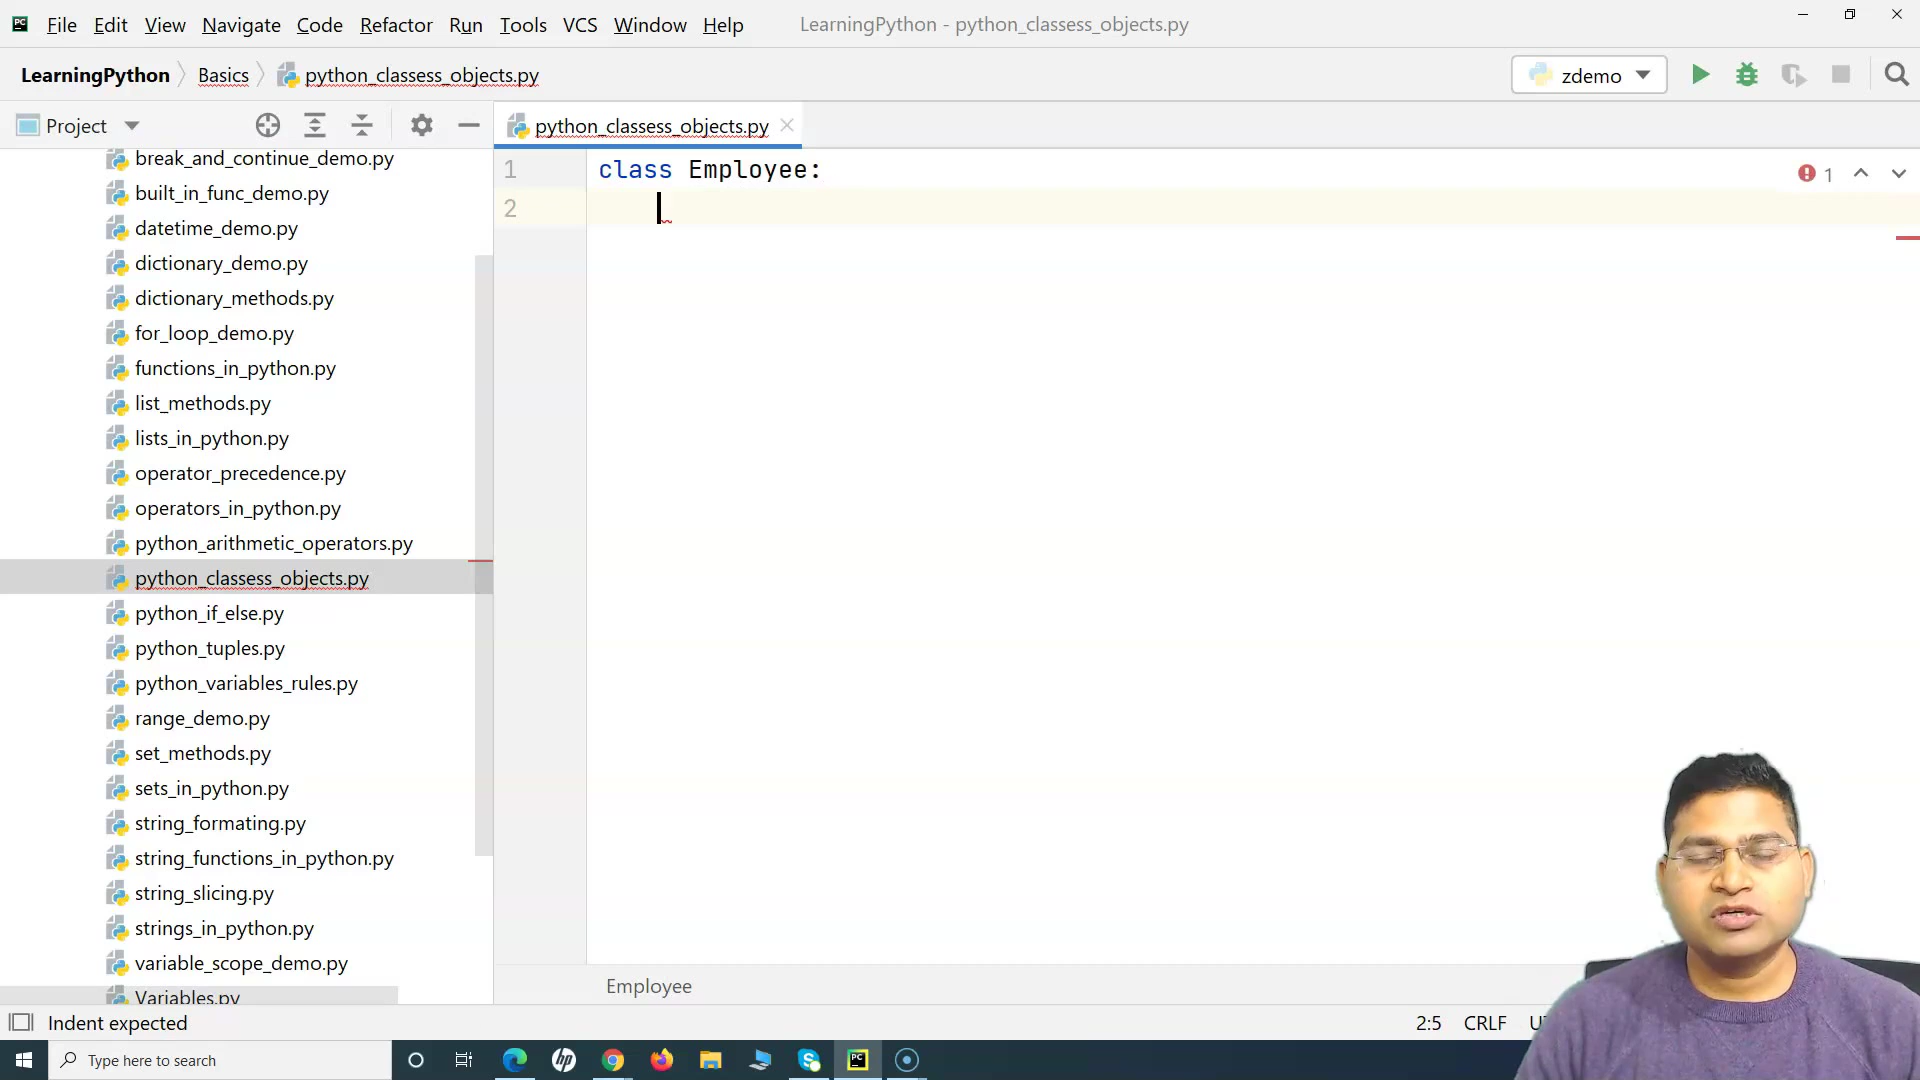 File Edit View Navigate Code Refactor Run Tools VCS Window Help LearningPython - python_classess_objects.py
LearningPython Basics python_classess_objects.py zdemo
Project python_classess_objects.py
break_and_continue_demo.py
built_in_func_demo.py
datetime_demo.py
dictionary_demo.py
dictionary_methods.py
for_loop_demo.py
functions_in_python.py
list_methods.py
lists_in_python.py
operator_precedence.py
operators_in_python.py
python_arithmetic_operators.py
python_classess_objects.py
python_if_else.py
python_tuples.py
python_variables_rules.py
range_demo.py
set_methods.py
sets_in_python.py
string_formating.py
string_functions_in_python.py
string_slicing.py
strings_in_python.py
variable_scope_demo.py
Variables.py
1 class Employee:
2
1
Employee
Indent expected 2:5 CRLF
Type here to search